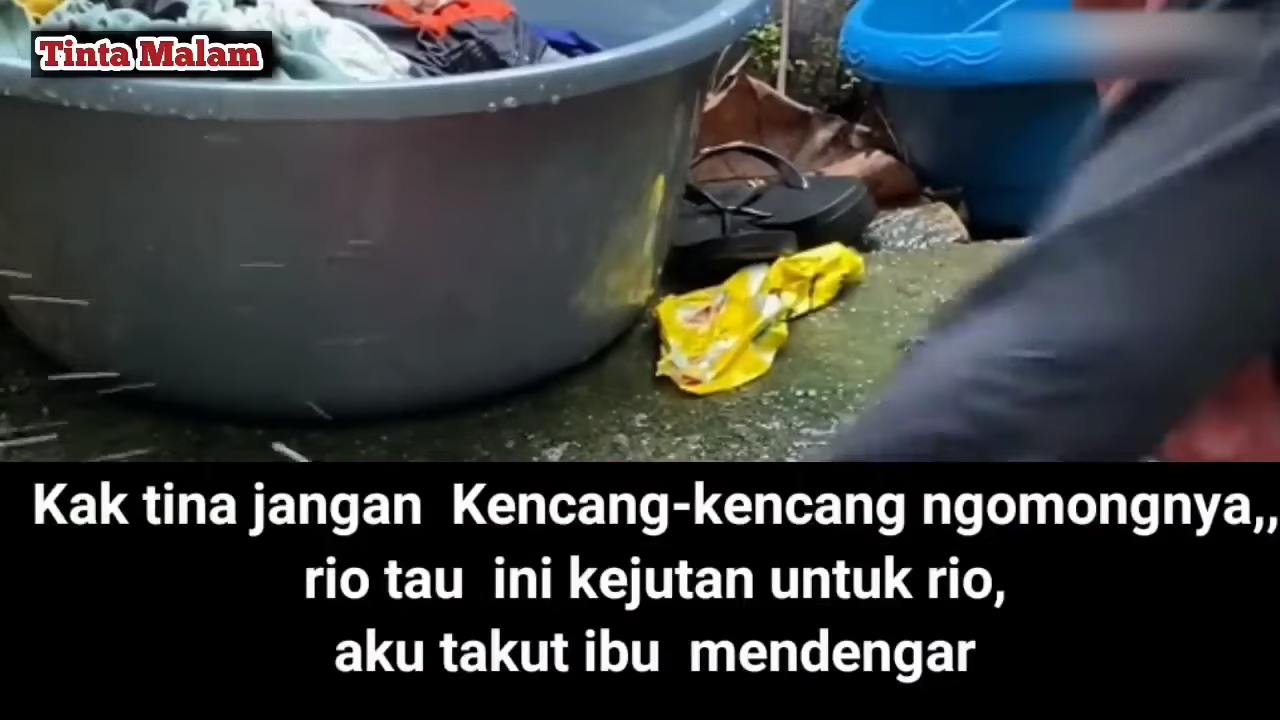 Tinta Malam
Kak tina jangan Kencang-kencang ngomongnya,,
rio tau ini kejutan untuk rio,
aku takut ibu mendengar